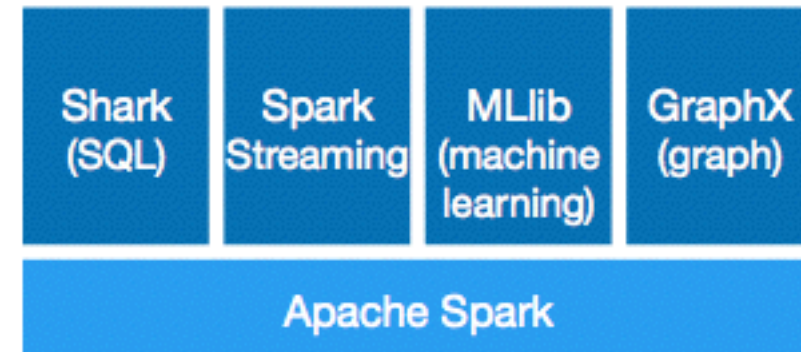 Shark
(SQL)
Spark
Streaming
MLlib
(machine
learning)
GraphX
(graph)
Apache Spark